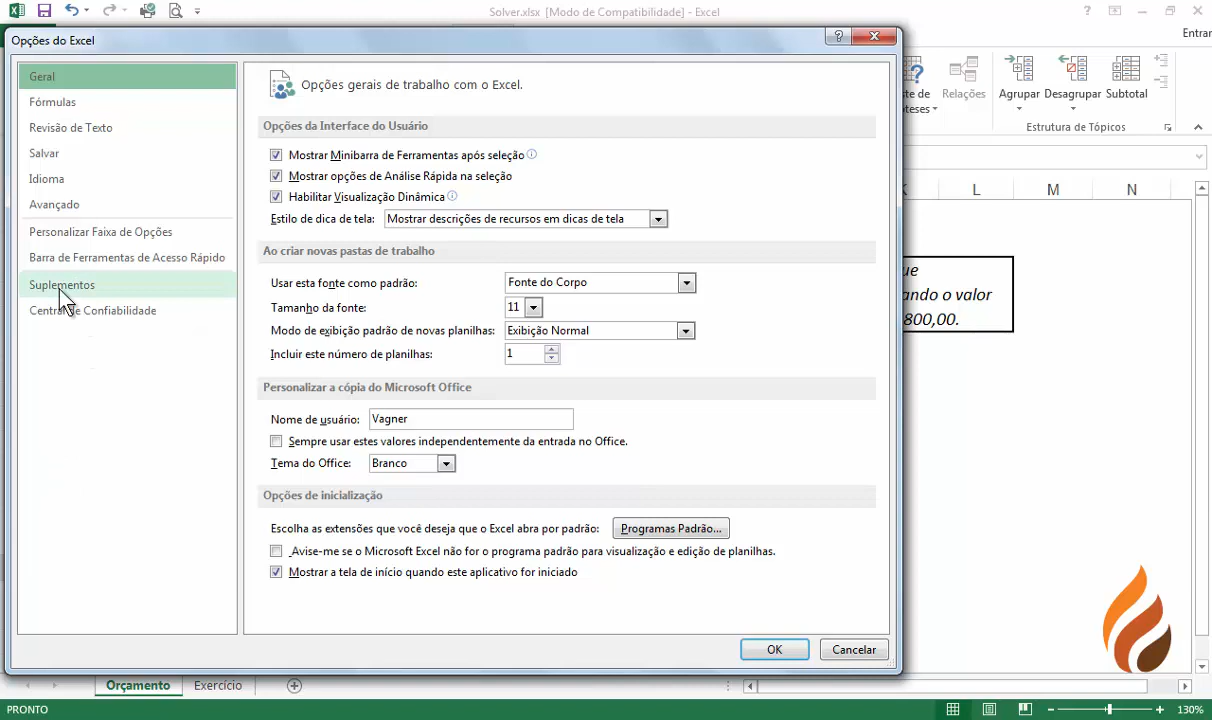 Solver.xlsx [Modo de Compatibilidade] - Excel
Opções do Excel
Entrar
Geral
Fórmulas
Revisão de Texto
Salvar
Idioma
Avançado
Personalizar Faixa de Opções
Barra de Ferramentas de Acesso Rápido
Suplementos
Central de Confiabilidade
Opções gerais de trabalho com o Excel.
Opções da Interface do Usuário
Mostrar Minibarra de Ferramentas após seleção
Mostrar opções de Análise Rápida na seleção
Habilitar Visualização Dinâmica
Estilo de dica de tela: Mostrar descrições de recursos em dicas de tela
Ao criar novas pastas de trabalho
Usar esta fonte como padrão: Fonte do Corpo
Tamanho da fonte: 11
Modo de exibição padrão de novas planilhas: Exibição Normal
Incluir este número de planilhas: 1
Personalizar a cópia do Microsoft Office
Nome de usuário: Vagner
Sempre usar estes valores independentemente da entrada no Office.
Tema do Office: Branco
Opções de inicialização
Escolha as extensões que você deseja que o Excel abra por padrão: Programas Padrão...
Avise-me se o Microsoft Excel não for o programa padrão para visualização e edição de planilhas.
Mostrar a tela de início quando este aplicativo for iniciado
OK Cancelar
ste de Relações Agrupar Desagrupar Subtotal
teses
Estrutura de Tópicos
K L M N
ue
ando o valor
800,00.
Orçamento Exercício
PRONTO 130%